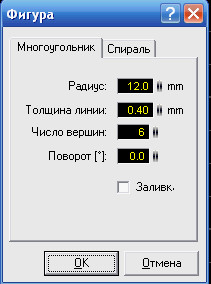 Фигура
Многоугольник Спираль
Радиус: 12.0 mm
Толщина линии: 0.40 mm
Число вершин: 6
Поворот [°]: 0.0
Заливк.
OK Отмена